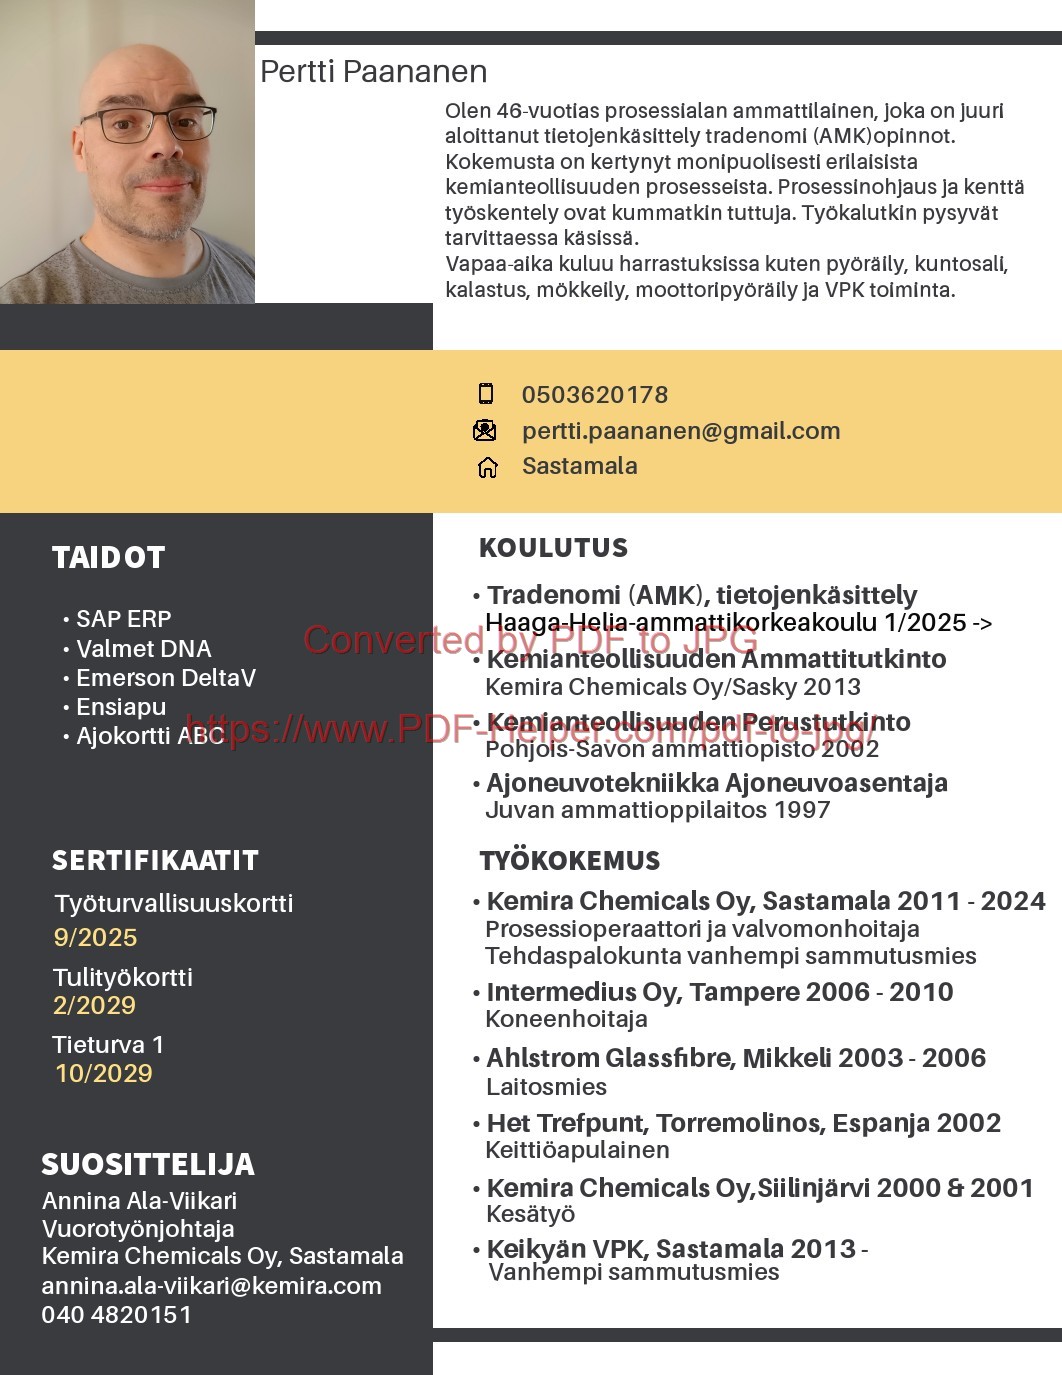 Pertti Paananen
Olen 46-vuotias prosessialan ammattilainen, joka on juuri
aloittanut tietojenkäsittely tradenomi (AMK)opinnot.
Kokemusta on kertynyt monipuolisesti erilaisista
kemianteollisuuden prosesseista. Prosessinohjaus ja kenttä
työskentely ovat kummatkin tuttuja. Työkalutkin pysyvät
tarvittaessa käsissä.
Vapaa-aika kuluu harrastuksissa kuten pyöräily, kuntosali,
kalastus, mökkeily, moottoripyöräily ja VPK toiminta.
0503620178
pertti.paananen@gmail.com
Sastamala
TAIDOT
• SAP ERP
• Valmet DNA
• Emerson DeltaV
• Ensiapu
• Ajokortti ABC
SERTIFIKAATIT
Työturvallisuuskortti
9/2025
Tulityökortti
2/2029
Tieturva 1
10/2029
SUOSITTELIJA
Annina Ala-Viikari
Vuorotyönjohtaja
Kemira Chemicals Oy, Sastamala
annina.ala-viikari@kemira.com
040 4820151
KOULUTUS
• Tradenomi (AMK), tietojenkäsittely
Haaga-Helia-ammattikorkeakoulu 1/2025 ->
• Kemianteollisuuden Ammattitutkinto
Kemira Chemicals Oy/Sasky 2013
• Kemianteollisuuden Perustutkinto
Pohjois-Savon ammattiopisto 2002
• Ajoneuvotekniikka Ajoneuvoasentaja
Juvan ammattioppilaitos 1997
TYÖKOKEMUS
• Kemira Chemicals Oy, Sastamala 2011 - 2024
Prosessioperaattori ja valvomonhoitaja
Tehdaspalokunta vanhempi sammutusmies
• Intermedius Oy, Tampere 2006 - 2010
Koneenhoitaja
• Ahlstrom Glassfibre, Mikkeli 2003 - 2006
Laitosmies
• Het Trefpunt, Torremolinos, Espanja 2002
Keittiöapulainen
• Kemira Chemicals Oy,Siilinjärvi 2000 & 2001
Kesätyö
• Keikyän VPK, Sastamala 2013 -
Vanhempi sammutusmies
Converted by PDF to JPG
https://www.PDF-Helper.com/pdf-to-jpg/